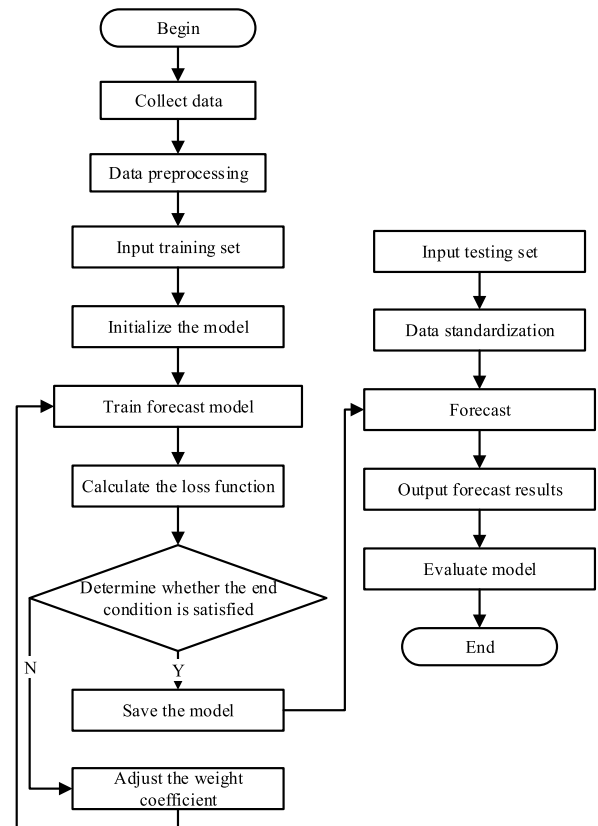 Begin
Collect data
Data preprocessing
Input training set
Initialize the model
Train forecast model
Calculate the loss function
Determine whether the end
condition is satisfied
N
Y
Save the model
Adjust the weight
coefficient
Input testing set
Data standardization
Forecast
Output forecast results
Evaluate model
End